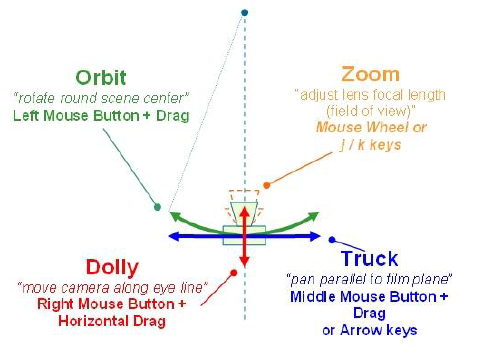 Orbit
“rotate round scene center”
Left Mouse Button + Drag
Zoom
“adjust lens focal length
(field of view)”
Mouse Wheel or
} / k keys
Dolly
“move camera along eye line”
Right Mouse Button +
Horizontal Drag
Truck
“pan parallel to film plane”
Middle Mouse Button +
Drag
or Arrow keys